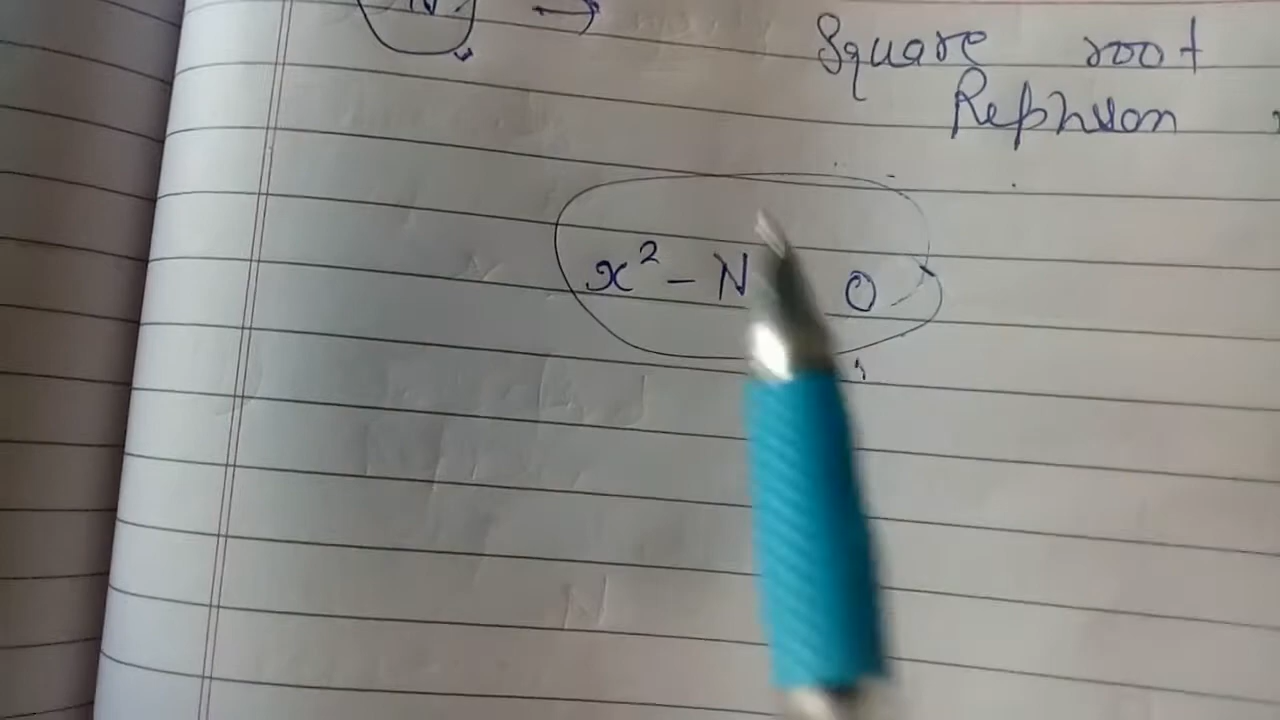 N →
Square root
x² - N 0